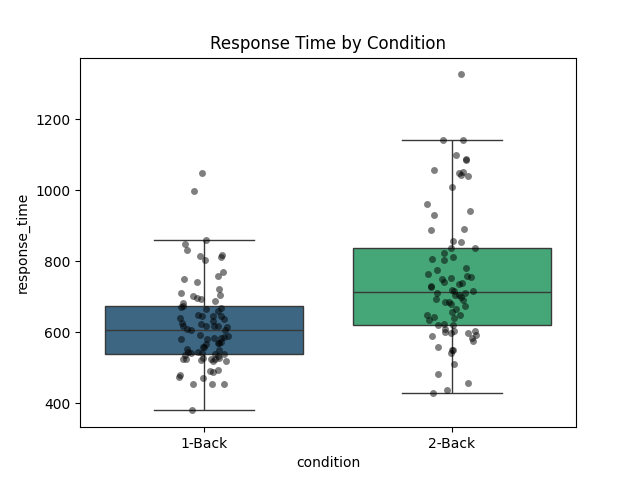 Response Time by Condition
response_time
1200
1000
800
600
400
1-Back
2-Back
condition